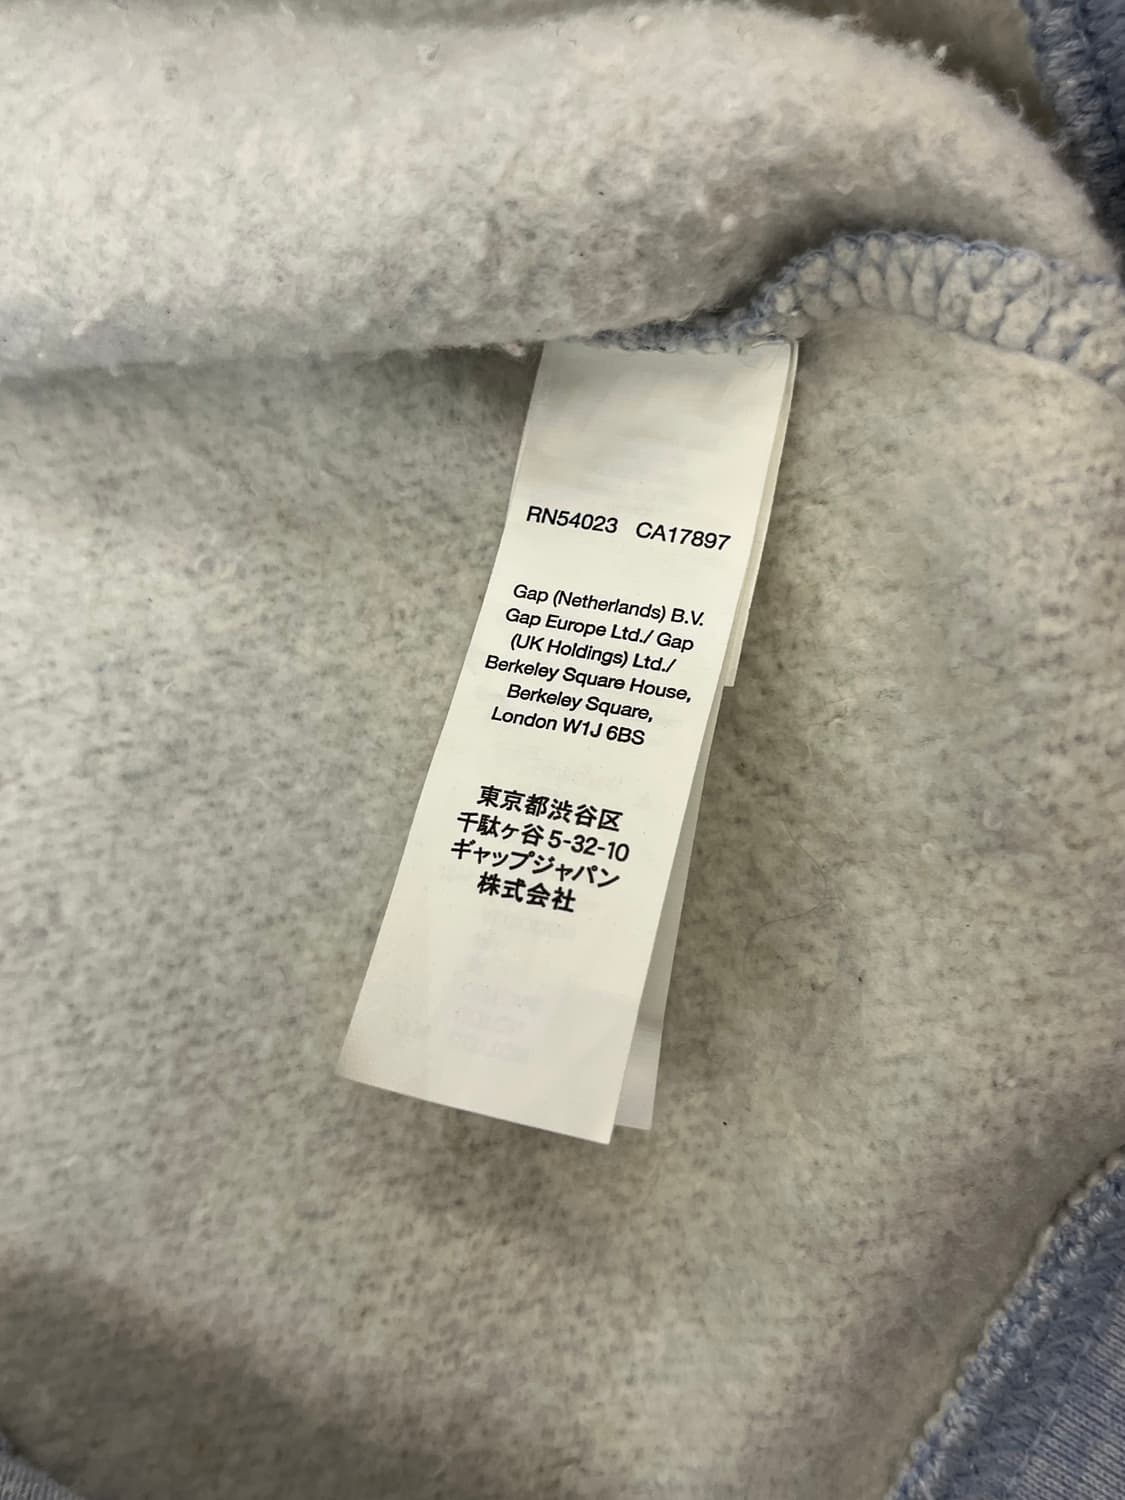 RN54023 CA17897
Gap (Netherlands) B.V.
Gap Europe Ltd./ Gap
(UK Holdings) Ltd./
Berkeley Square House,
Berkeley Square,
London W1J 6BS
東京都渋谷区
千駄ヶ谷5-32-10
ギャップジャパン
株式会社